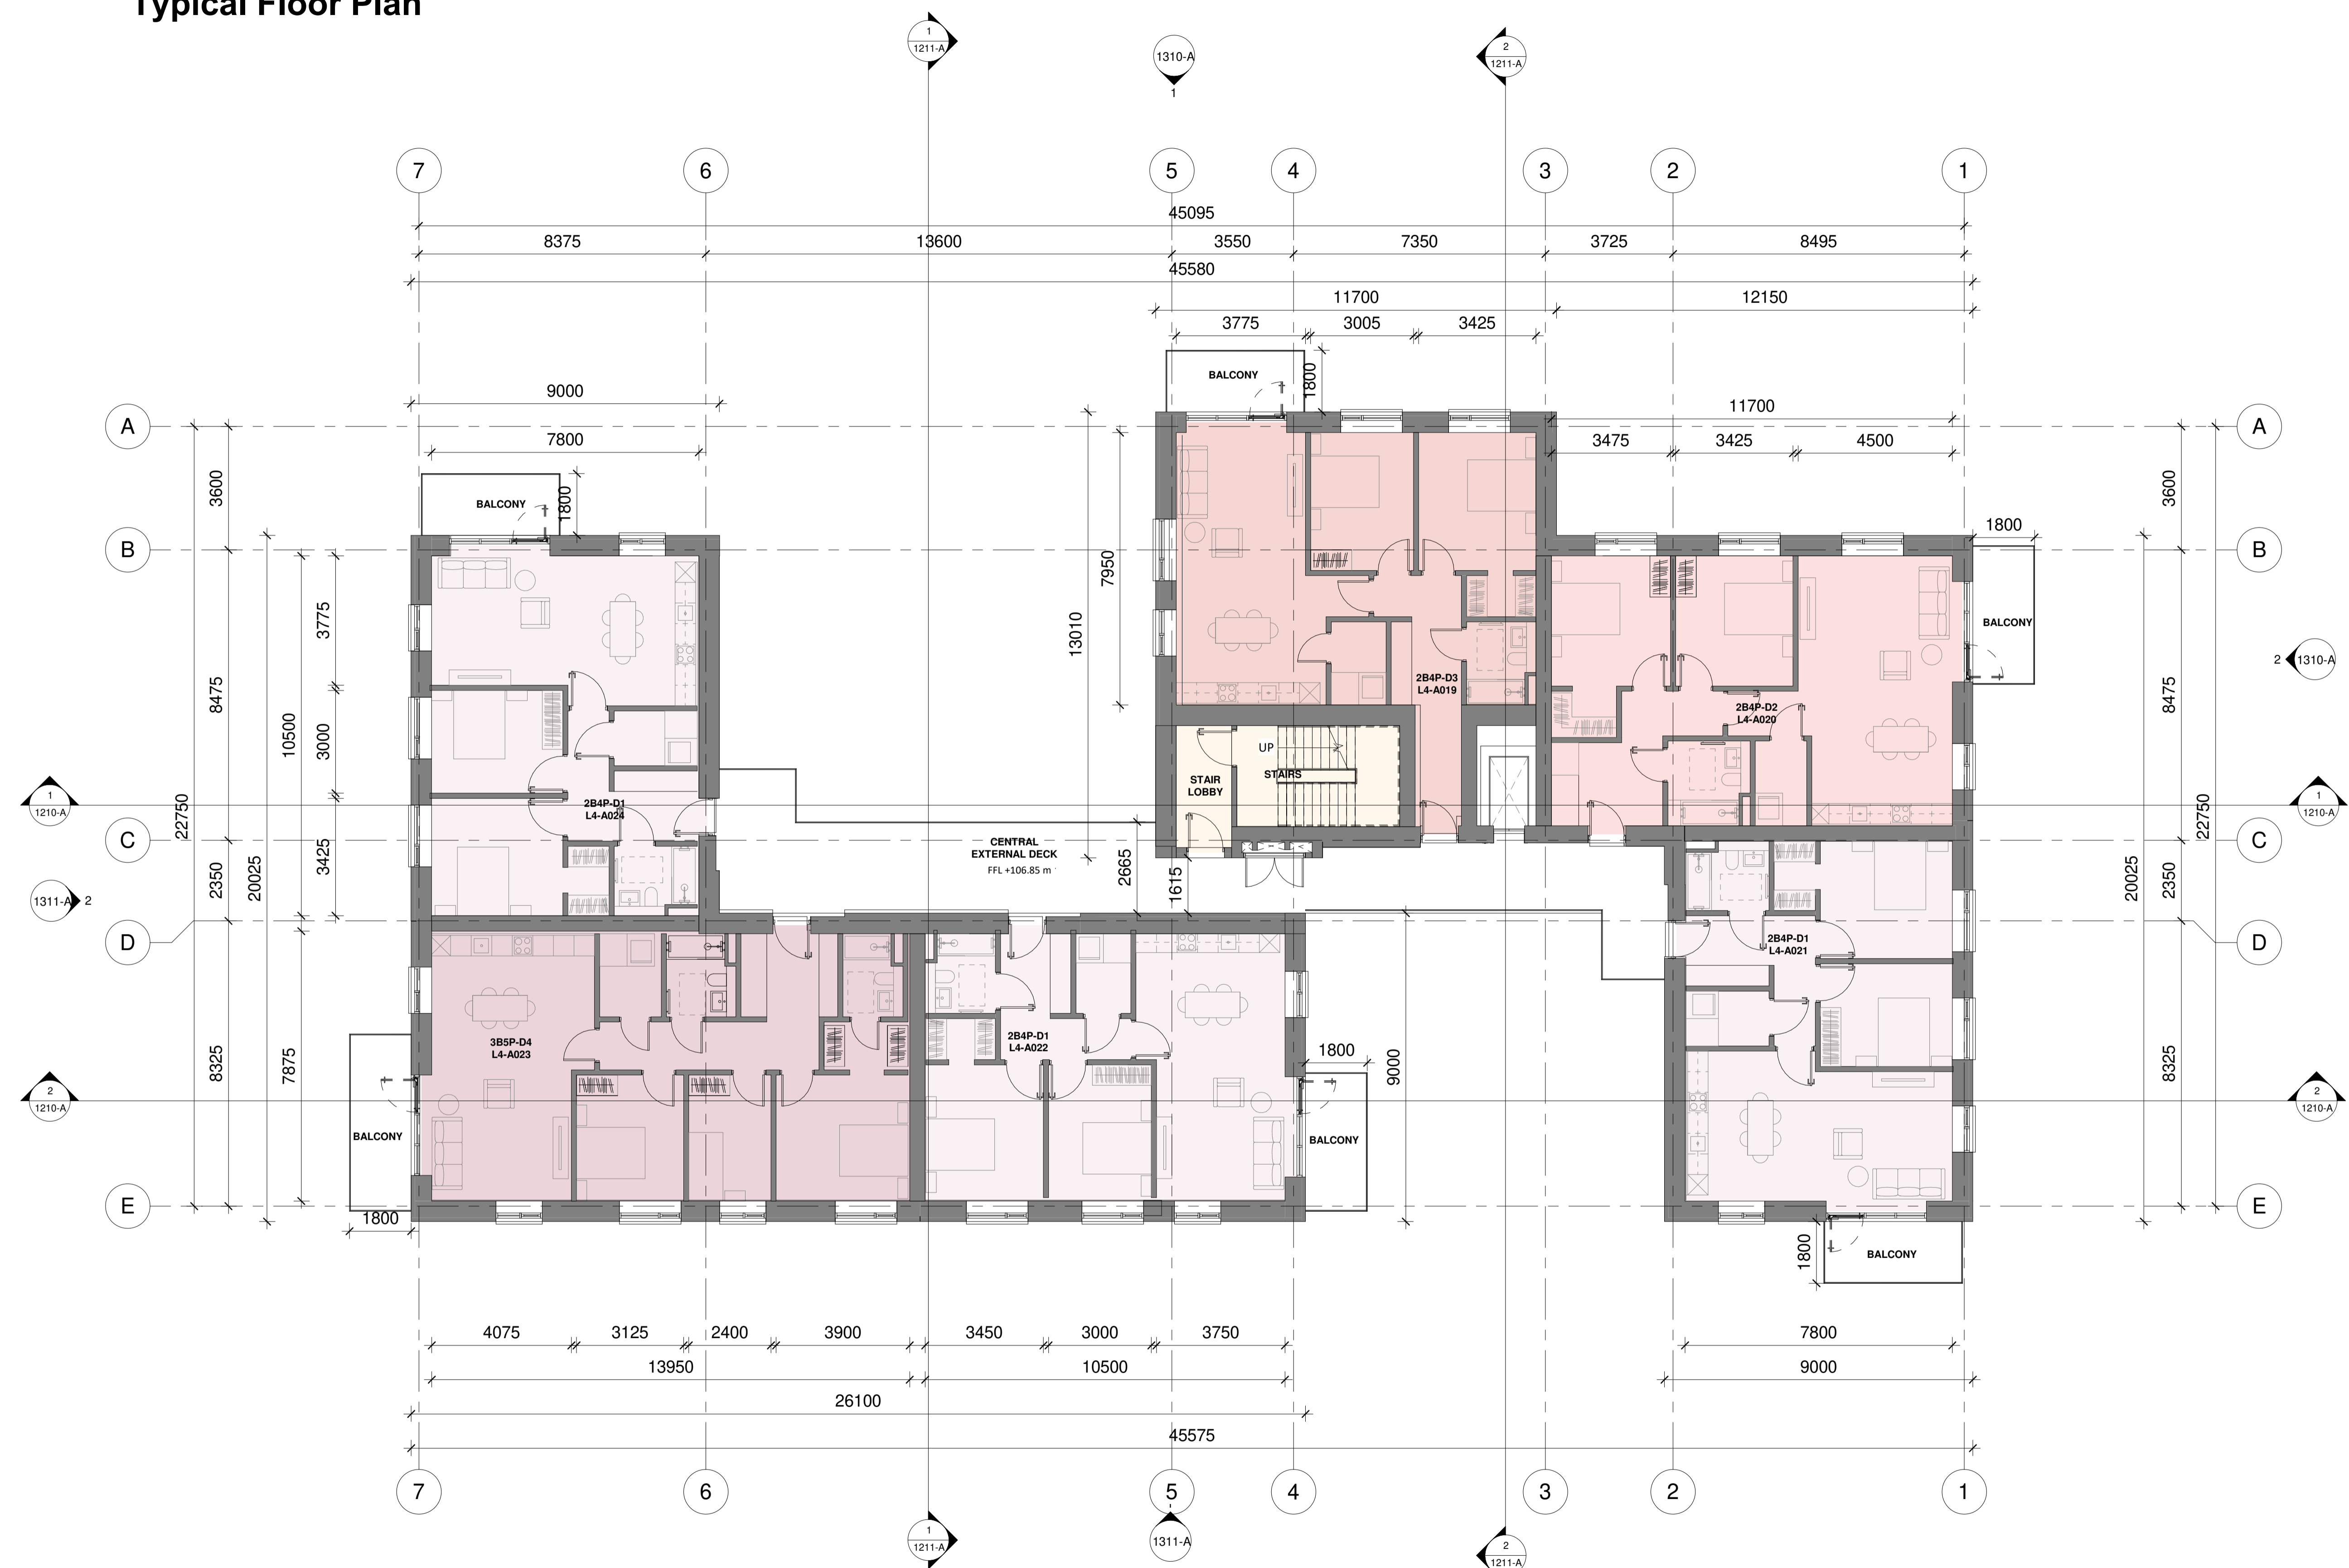 Typical Floor Plan
1
1211-A
1310-A
1
2
1211-A
7
6
5
4
3
2
1
45095
8375
13600
3550
7350
3725
8495
45580
11700
12150
3775
3005
3425
BALCONY
1800
9000
7800
11700
3475
3425
4500
A
A
3600
3600
BALCONY
1800
1800
B
B
BALCONY
3775
7950
13010
8475
10500
3000
22750
2B4P-D3
L4-A019
2B4P-D2
L4-A020
2
1310-A
8475
UP
STAIRS
STAIR
LOBBY
1
1210-A
2B4P-D1
L4-A024
1
1210-A
22750
C
C
CENTRAL
EXTERNAL DECK
FFL +106.85 m
2665
1615
3425
2350
20025
2350
20025
1311-A
2
D
D
2B4P-D1
L4-A021
3B5P-D4
L4-A023
2B4P-D1
L4-A022
1800
9000
8325
7875
8325
2
1210-A
2
1210-A
BALCONY
BALCONY
E
E
1800
1800
BALCONY
4075
3125
2400
3900
3450
3000
3750
7800
13950
10500
9000
26100
45575
7
6
5
4
3
2
1
1
1211-A
1311-A
2
1211-A